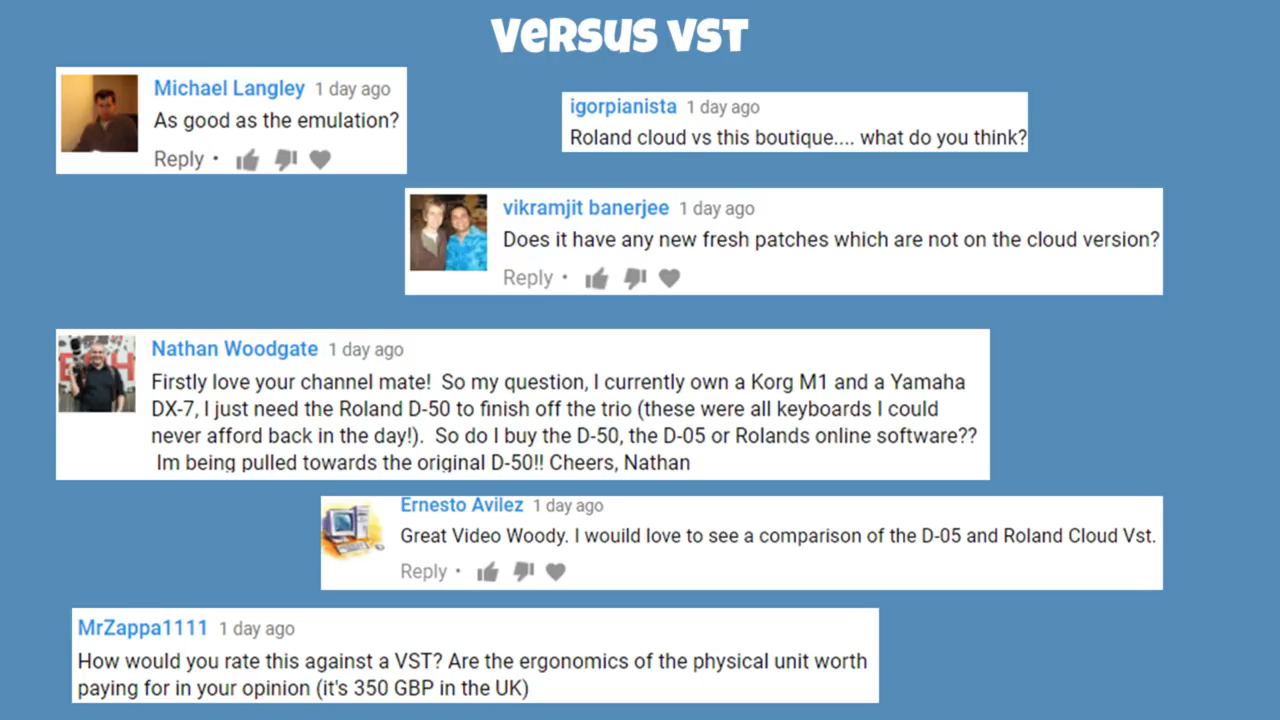 Versus VST
Michael Langley 1 day ago
As good as the emulation?
Reply •
igorpianista 1 day ago
Roland cloud vs this boutique.... what do you think?
vikramjit banerjee 1 day ago
Does it have any new fresh patches which are not on the cloud version?
Reply •
Nathan Woodgate 1 day ago
Firstly love your channel mate! So my question, I currently own a Korg M1 and a Yamaha
DX-7, I just need the Roland D-50 to finish off the trio (these were all keyboards I could
never afford back in the day!). So do I buy the D-50, the D-05 or Rolands online software??
Im being pulled towards the original D-50!! Cheers, Nathan
Ernesto Avilez 1 day ago
Great Video Woody. I wouild love to see a comparison of the D-05 and Roland Cloud Vst.
Reply •
MrZappa1111 1 day ago
How would you rate this against a VST? Are the ergonomics of the physical unit worth
paying for in your opinion (it's 350 GBP in the UK)